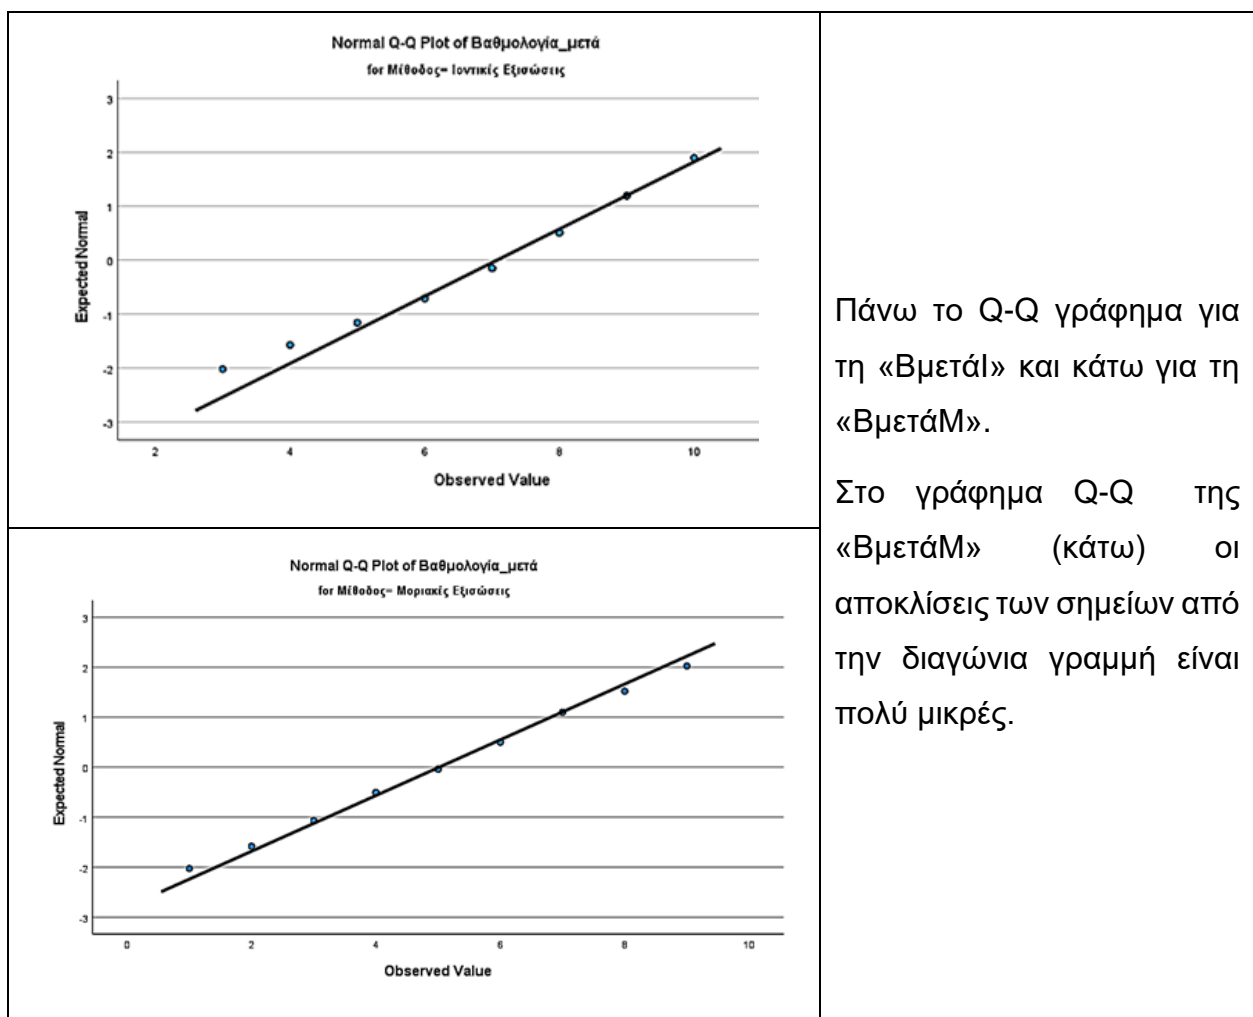 Normal Q-Q Plot of Βαθμολογία_μετά
for Μέθοδος= Ιοντικές Εξισώσεις
3
2
1
0
-1
-2
-3
Expected Normal
2
4
6
8
10
Observed Value
Normal Q-Q Plot of Βαθμολογία_μετά
for Μέθοδος= Μοριακές Εξισώσεις
3
2
1
0
-1
-2
-3
Expected Normal
0
2
4
6
8
10
Observed Value
Πάνω το Q-Q γράφημα για
τη «ΒμετάΙ» και κάτω για τη
«ΒμετάΜ».
Στο γράφημα Q-Q της
«ΒμετάΜ» (κάτω) οι
αποκλίσεις των σημείων από
την διαγώνια γραμμή είναι
πολύ μικρές.